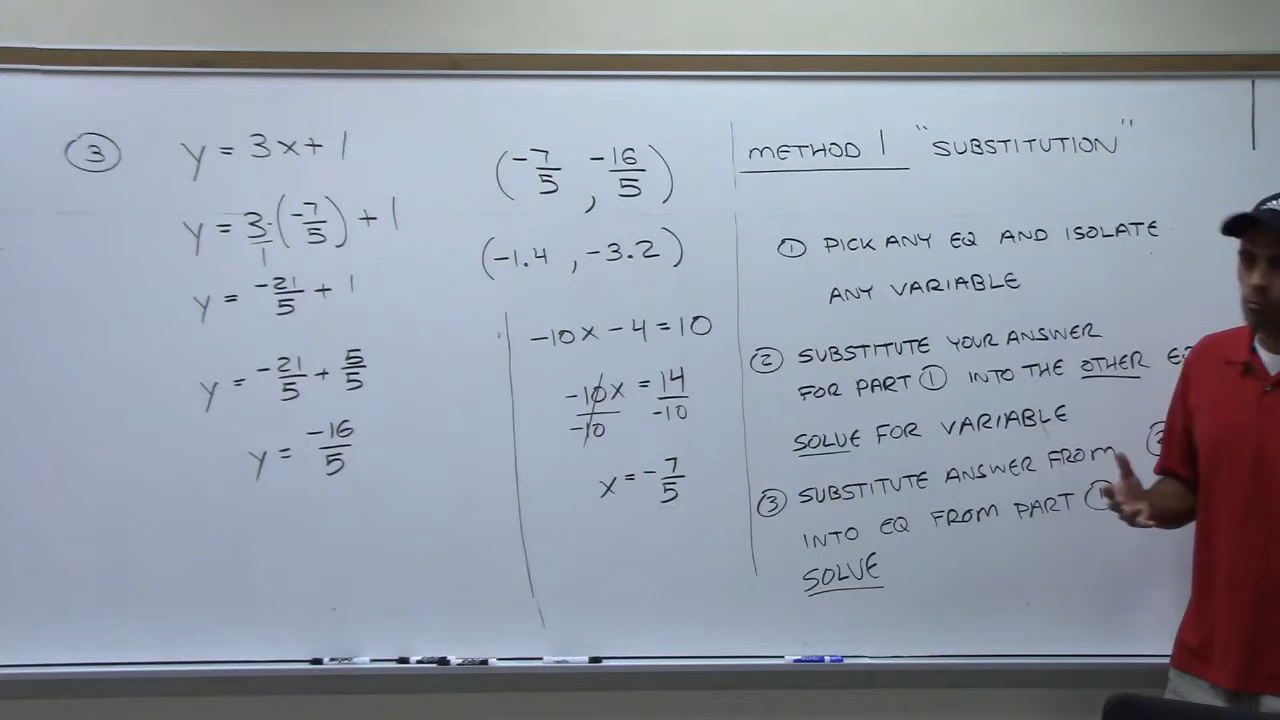 ③ y = 3x + 1
y = 3/1 · (-7/5) + 1
y = -21/5 + 1
y = -21/5 + 5/5
y = -16/5
(-7/5, -16/5)
(-1.4, -3.2)
-10x - 4 = 10
-10x/-10 = 14/-10
x = -7/5
METHOD 1 "SUBSTITUTION"
① PICK ANY EQ AND ISOLATE
ANY VARIABLE
② SUBSTITUTE YOUR ANSWER
FOR PART ① INTO THE OTHER EQ
SOLVE FOR VARIABLE
③ SUBSTITUTE ANSWER FROM ②
INTO EQ FROM PART ①
SOLVE